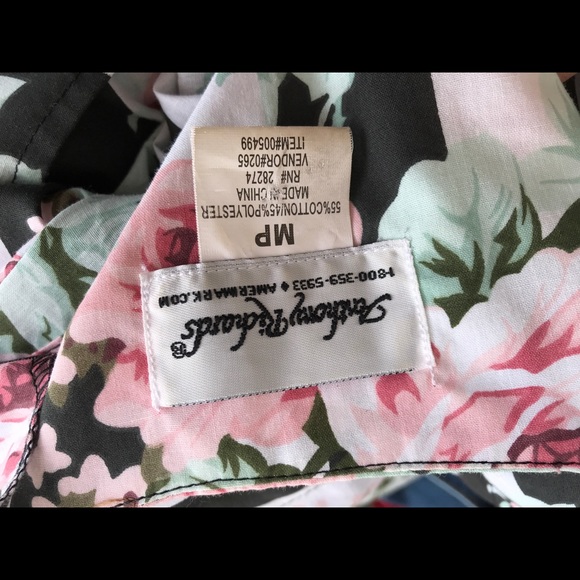 Anthony Richards®
1-800-359-5933 ♦ AMERIMARK.COM
MP
55%COTTON/45%POLYESTER
MADE IN CHINA
RN# 28274
VENDOR#0265
ITEM#005499